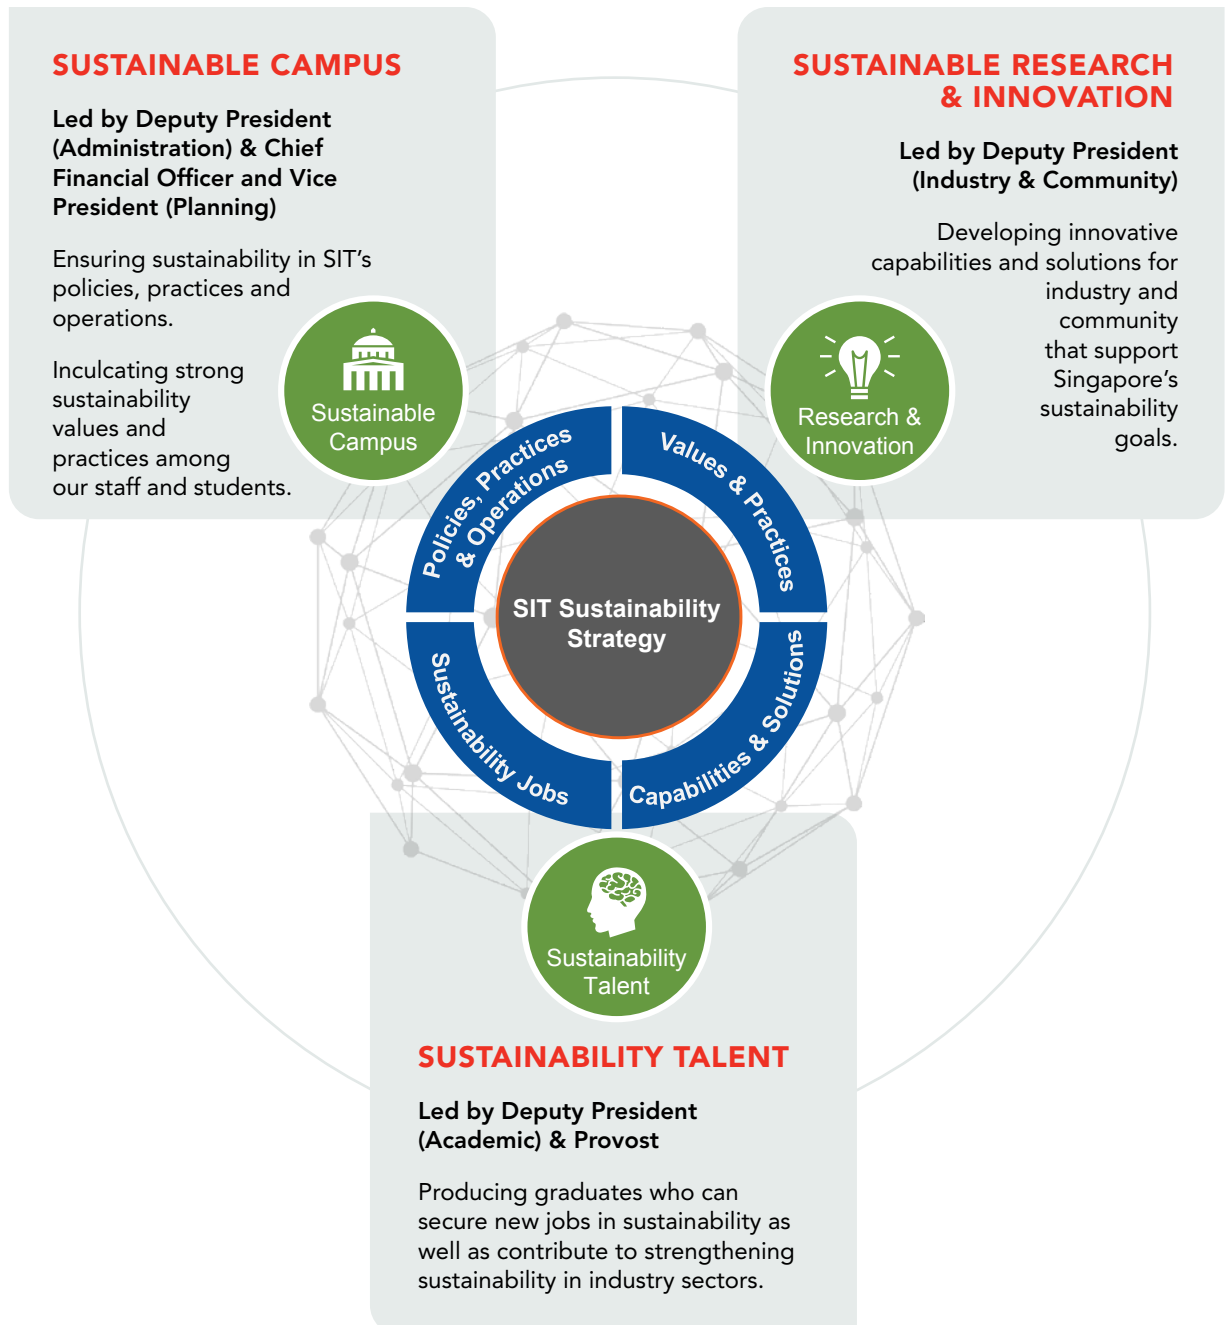 SUSTAINABLE CAMPUS
Led by Deputy President
(Administration) & Chief
Financial Officer and Vice
President (Planning)
Ensuring sustainability in SIT’s
policies, practices and
operations.
Inculcating strong
sustainability
values and
practices among
our staff and students.
Sustainable
Campus
SUSTAINABLE RESEARCH
& INNOVATION
Led by Deputy President
(Industry & Community)
Developing innovative
capabilities and solutions for
industry and
community
that support
Singapore’s
sustainability
goals.
Research &
Innovation
Policies, Practices
& Operations
Values & Practices
SIT Sustainability
Strategy
Sustainability Jobs
Capabilities & Solutions
Sustainability
Talent
SUSTAINABILITY TALENT
Led by Deputy President
(Academic) & Provost
Producing graduates who can
secure new jobs in sustainability as
well as contribute to strengthening
sustainability in industry sectors.